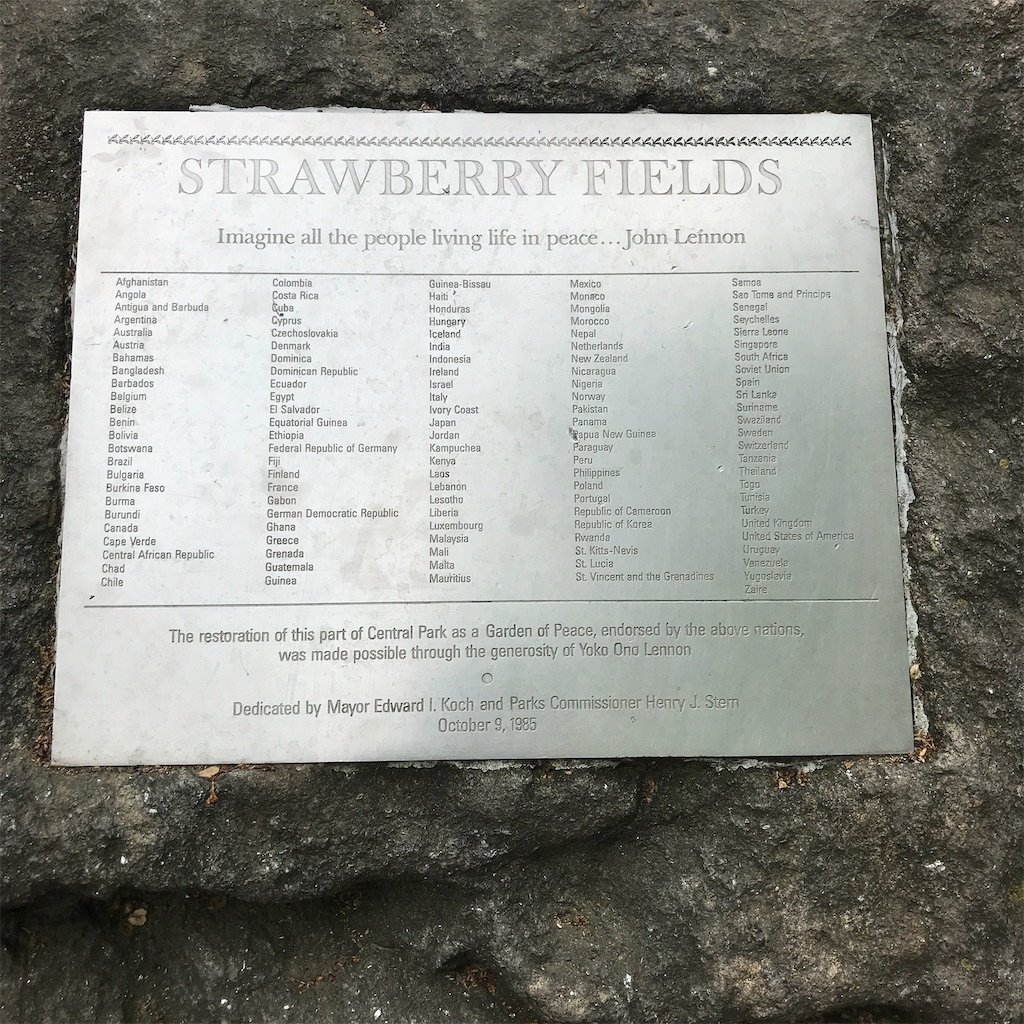 STRAWBERRY FIELDS
Imagine all the people living life in peace...John Lennon
Afghanistan
Angola
Antigua and Barbuda
Argentina
Australia
Austria
Bahamas
Bangladesh
Barbados
Belgium
Belize
Benin
Bolivia
Botswana
Brazil
Bulgaria
Burkina Faso
Burma
Burundi
Canada
Cape Verde
Central African Republic
Chad
Chile
Colombia
Costa Rica
Cuba
Cyprus
Czechoslovakia
Denmark
Dominica
Dominican Republic
Ecuador
Egypt
El Salvador
Equatorial Guinea
Ethiopia
Federal Republic of Germany
Fiji
Finland
France
Gabon
German Democratic Republic
Ghana
Greece
Grenada
Guatemala
Guinea
Guinea-Bissau
Haiti
Honduras
Hungary
Iceland
India
Indonesia
Ireland
Israel
Italy
Ivory Coast
Japan
Jordan
Kampuchea
Kenya
Laos
Lebanon
Lesotho
Liberia
Luxembourg
Malaysia
Mali
Malta
Mauritius
Mexico
Monaco
Mongolia
Morocco
Nepal
Netherlands
New Zealand
Nicaragua
Nigeria
Norway
Pakistan
Panama
Papua New Guinea
Paraguay
Peru
Philippines
Poland
Portugal
Republic of Cameroon
Republic of Korea
Rwanda
St. Kitts-Nevis
St. Lucia
St. Vincent and the Grenadines
Samoa
Sao Tome and Principe
Senegal
Seychelles
Sierra Leone
Singapore
South Africa
Soviet Union
Spain
Sri Lanka
Suriname
Swaziland
Sweden
Switzerland
Tanzania
Thailand
Togo
Tunisia
Turkey
United Kingdom
United States of America
Uruguay
Venezuela
Yugoslavia
Zaire
The restoration of this part of Central Park as a Garden of Peace, endorsed by the above nations,
was made possible through the generosity of Yoko Ono Lennon
Dedicated by Mayor Edward I. Koch and Parks Commissioner Henry J. Stern
October 9, 1985